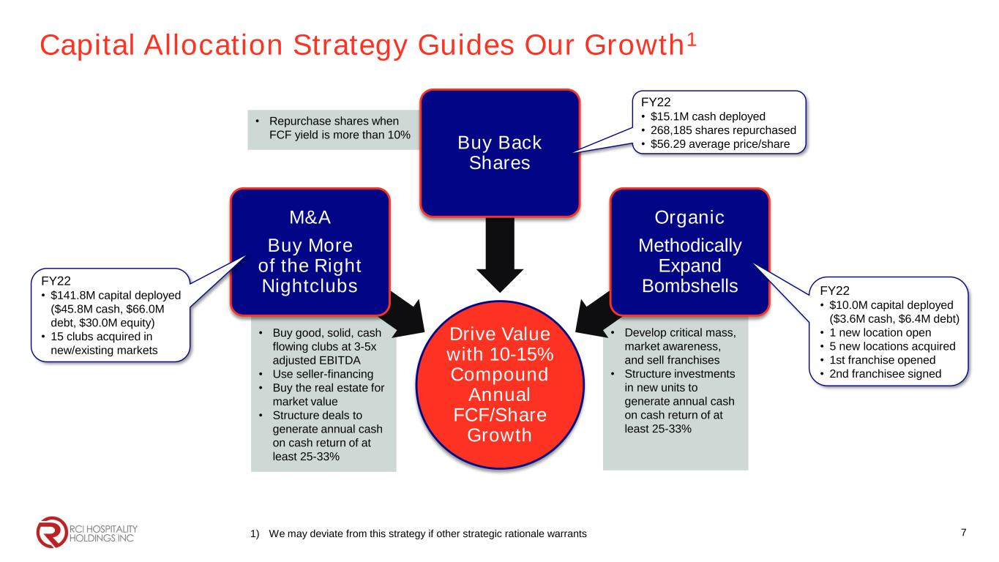 Capital Allocation Strategy Guides Our Growth1
• Repurchase shares when
FCF yield is more than 10%
Buy Back
Shares
FY22
• $15.1M cash deployed
• 268,185 shares repurchased
• $56.29 average price/share
M&A
Buy More
of the Right
Nightclubs
Organic
Methodically
Expand
Bombshells
FY22
• $141.8M capital deployed
($45.8M cash, $66.0M
debt, $30.0M equity)
• 15 clubs acquired in
new/existing markets
FY22
• $10.0M capital deployed
($3.6M cash, $6.4M debt)
• 1 new location open
• 5 new locations acquired
• 1st franchise opened
• 2nd franchisee signed
• Buy good, solid, cash
flowing clubs at 3-5x
adjusted EBITDA
• Use seller-financing
• Buy the real estate for
market value
• Structure deals to
generate annual cash
on cash return of at
least 25-33%
Drive Value
with 10-15%
Compound
Annual
FCF/Share
Growth
• Develop critical mass,
market awareness,
and sell franchises
• Structure investments
in new units to
generate annual cash
on cash return of at
least 25-33%
RCI HOSPITALITY
HOLDINGS INC
1) We may deviate from this strategy if other strategic rationale warrants
7